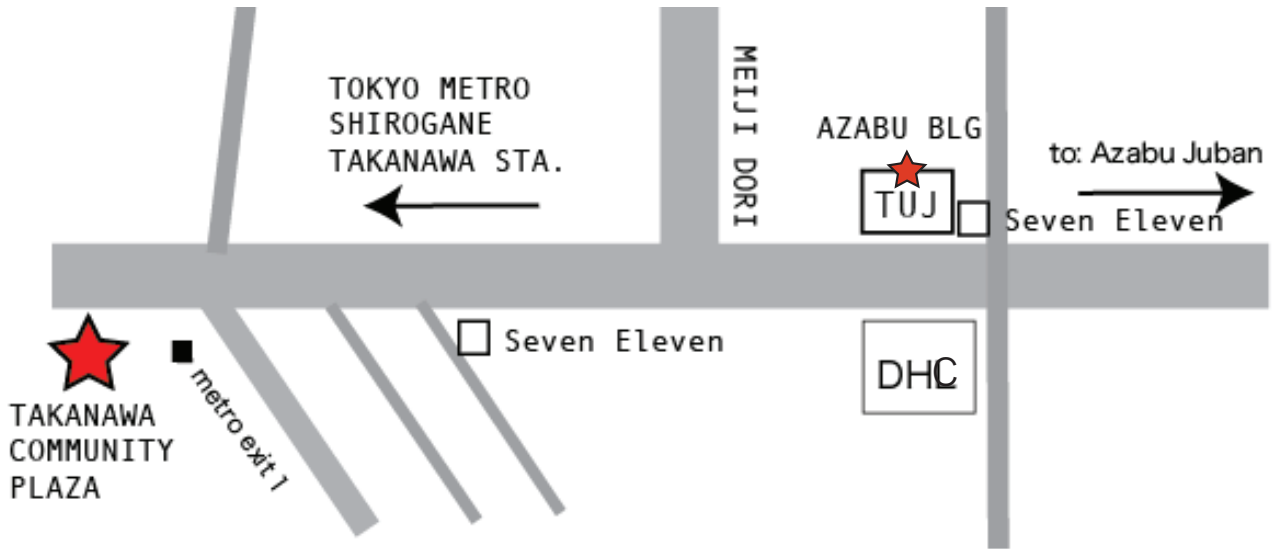 TOKYO METRO
SHIROGANE
TAKANAWA STA.
MEIJI DORI
AZABU BLG
TUJ
to: Azabu Juban
Seven Eleven
Seven Eleven
DHC
TAKANAWA
COMMUNITY
PLAZA
metro exit 1